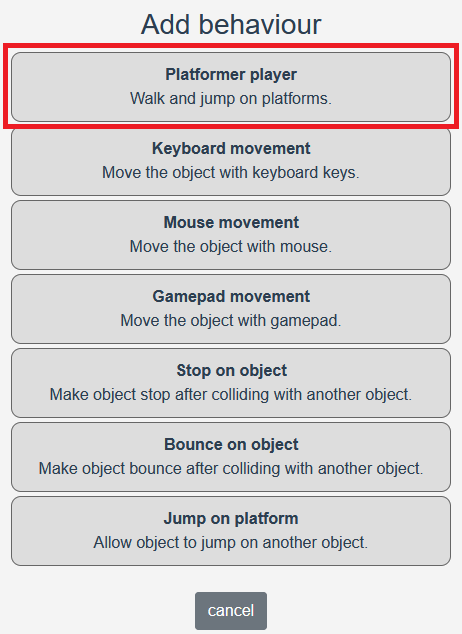 Add behaviour
Platformer player
Walk and jump on platforms.
Keyboard movement
Move the object with keyboard keys.
Mouse movement
Move the object with mouse.
Gamepad movement
Move the object with gamepad.
Stop on object
Make object stop after colliding with another object.
Bounce on object
Make object bounce after colliding with another object.
Jump on platform
Allow object to jump on another object.
cancel